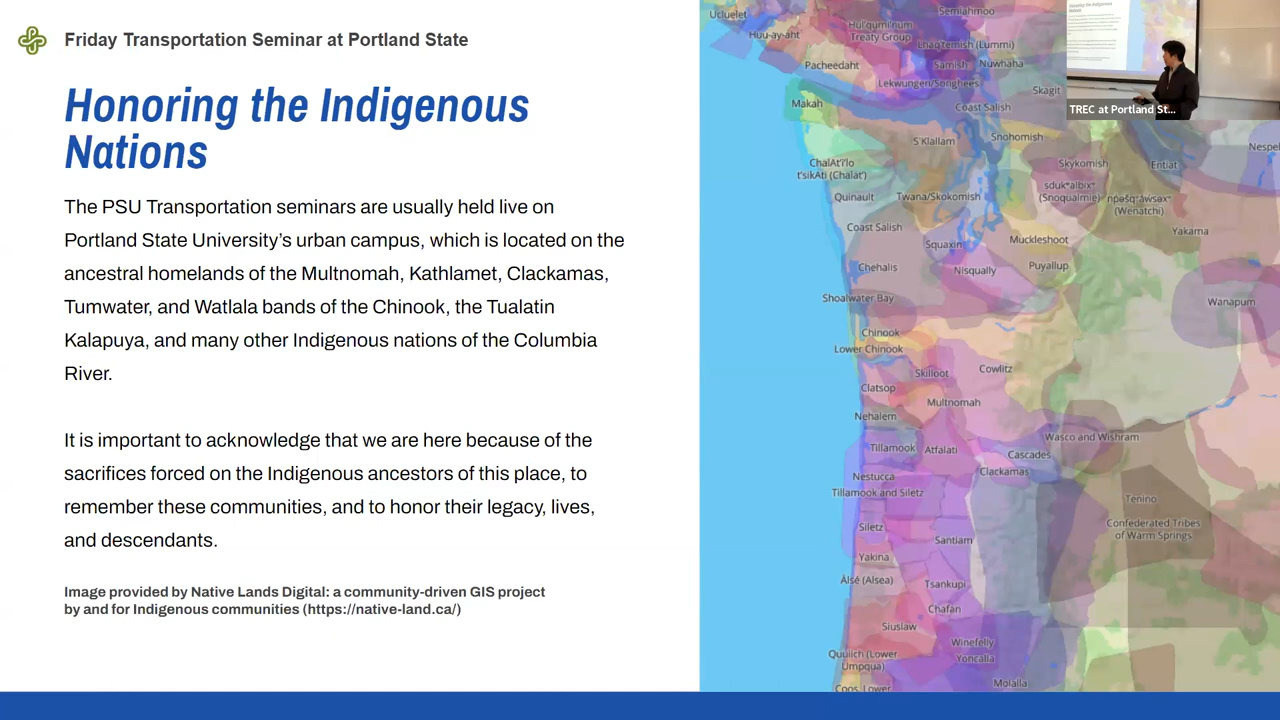 Friday Transportation Seminar at Portland State
Honoring the Indigenous
Nations
The PSU Transportation seminars are usually held live on
Portland State University's urban campus, which is located on the
ancestral homelands of the Multnomah, Kathlamet, Clackamas,
Tumwater, and Watlala bands of the Chinook, the Tualatin
Kalapuya, and many other Indigenous nations of the Columbia
River.
It is important to acknowledge that we are here because of the
sacrifices forced on the Indigenous ancestors of this place, to
remember these communities, and to honor their legacy, lives,
and descendants.
Image provided by Native Lands Digital: a community-driven GIS project
by and for Indigenous communities (https://native-land.ca/)
Ucluelet
Semiahmoo
Huu-ay-aht
Hul'qumi'num
Treaty Group
Lhaq'temish (Lummi)
Pacheedaht
Samish
Nuwhaha
Lekwungen/Songhees
Skagit
Makah
Coast Salish
S'Klallam
Snohomish
Skykomish
Entiat
Quinault
Twana/Skokomish
(Snoqualmie)
(Wenatchi)
Coast Salish
Squaxin
Muckleshoot
Yakama
Chehalis
Nisqually
Puyallup
Shoalwater Bay
Wanapum
Chinook
Lower Chinook
Skilloot
Cowlitz
Clatsop
Multnomah
Nehalem
Wasco and Wishram
Tillamook
Atfalati
Cascades
Clackamas
Nestucca
Tillamook and Siletz
Tenino
Siletz
Santiam
Confederated Tribes
of Warm Springs
Yakina
Älsé (Alsea)
Tsankupi
Chafan
Siuslaw
Winefelly
Quuiich (Lower
Umpqua)
Yoncalla
Molalla
Coos, Lower
TREC at Portland St...